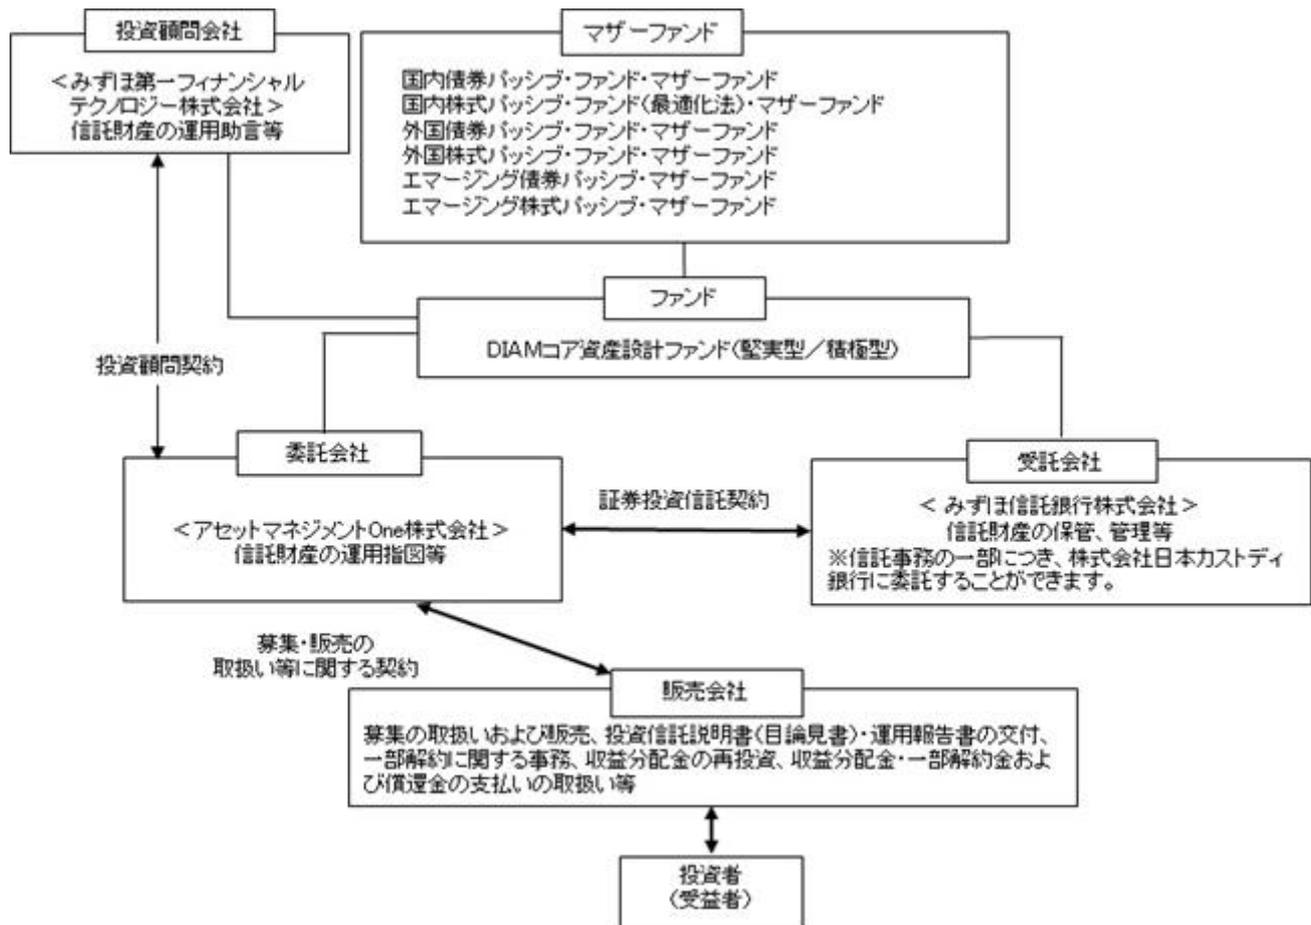 投資顧問会社
＜みずほ第一フィナンシャル
テクノロジー株式会社＞
信託財産の運用助言等
マザーファンド
国内債券パッシブ・ファンド・マザーファンド
国内株式パッシブ・ファンド(最適化法)・マザーファンド
外国債券パッシブ・ファンド・マザーファンド
外国株式パッシブ・ファンド・マザーファンド
エマージング債券パッシブ・マザーファンド
エマージング株式パッシブ・マザーファンド
ファンド
DIAMコア資産設計ファンド(堅実型／積極型)
投資顧問契約
委託会社
＜アセットマネジメントOne株式会社＞
信託財産の運用指図等
証券投資信託契約
受託会社
＜みずほ信託銀行株式会社＞
信託財産の保管、管理等
※信託事務の一部につき、株式会社日本カストディ
銀行に委託することができます。
募集・販売の
取扱い等に関する契約
販売会社
募集の取扱いおよび販売、投資信託説明書(目論見書)・運用報告書の交付、
一部解約に関する事務、収益分配金の再投資、収益分配金・一部解約金およ
び償還金の支払いの取扱い等
投資者
(受益者)